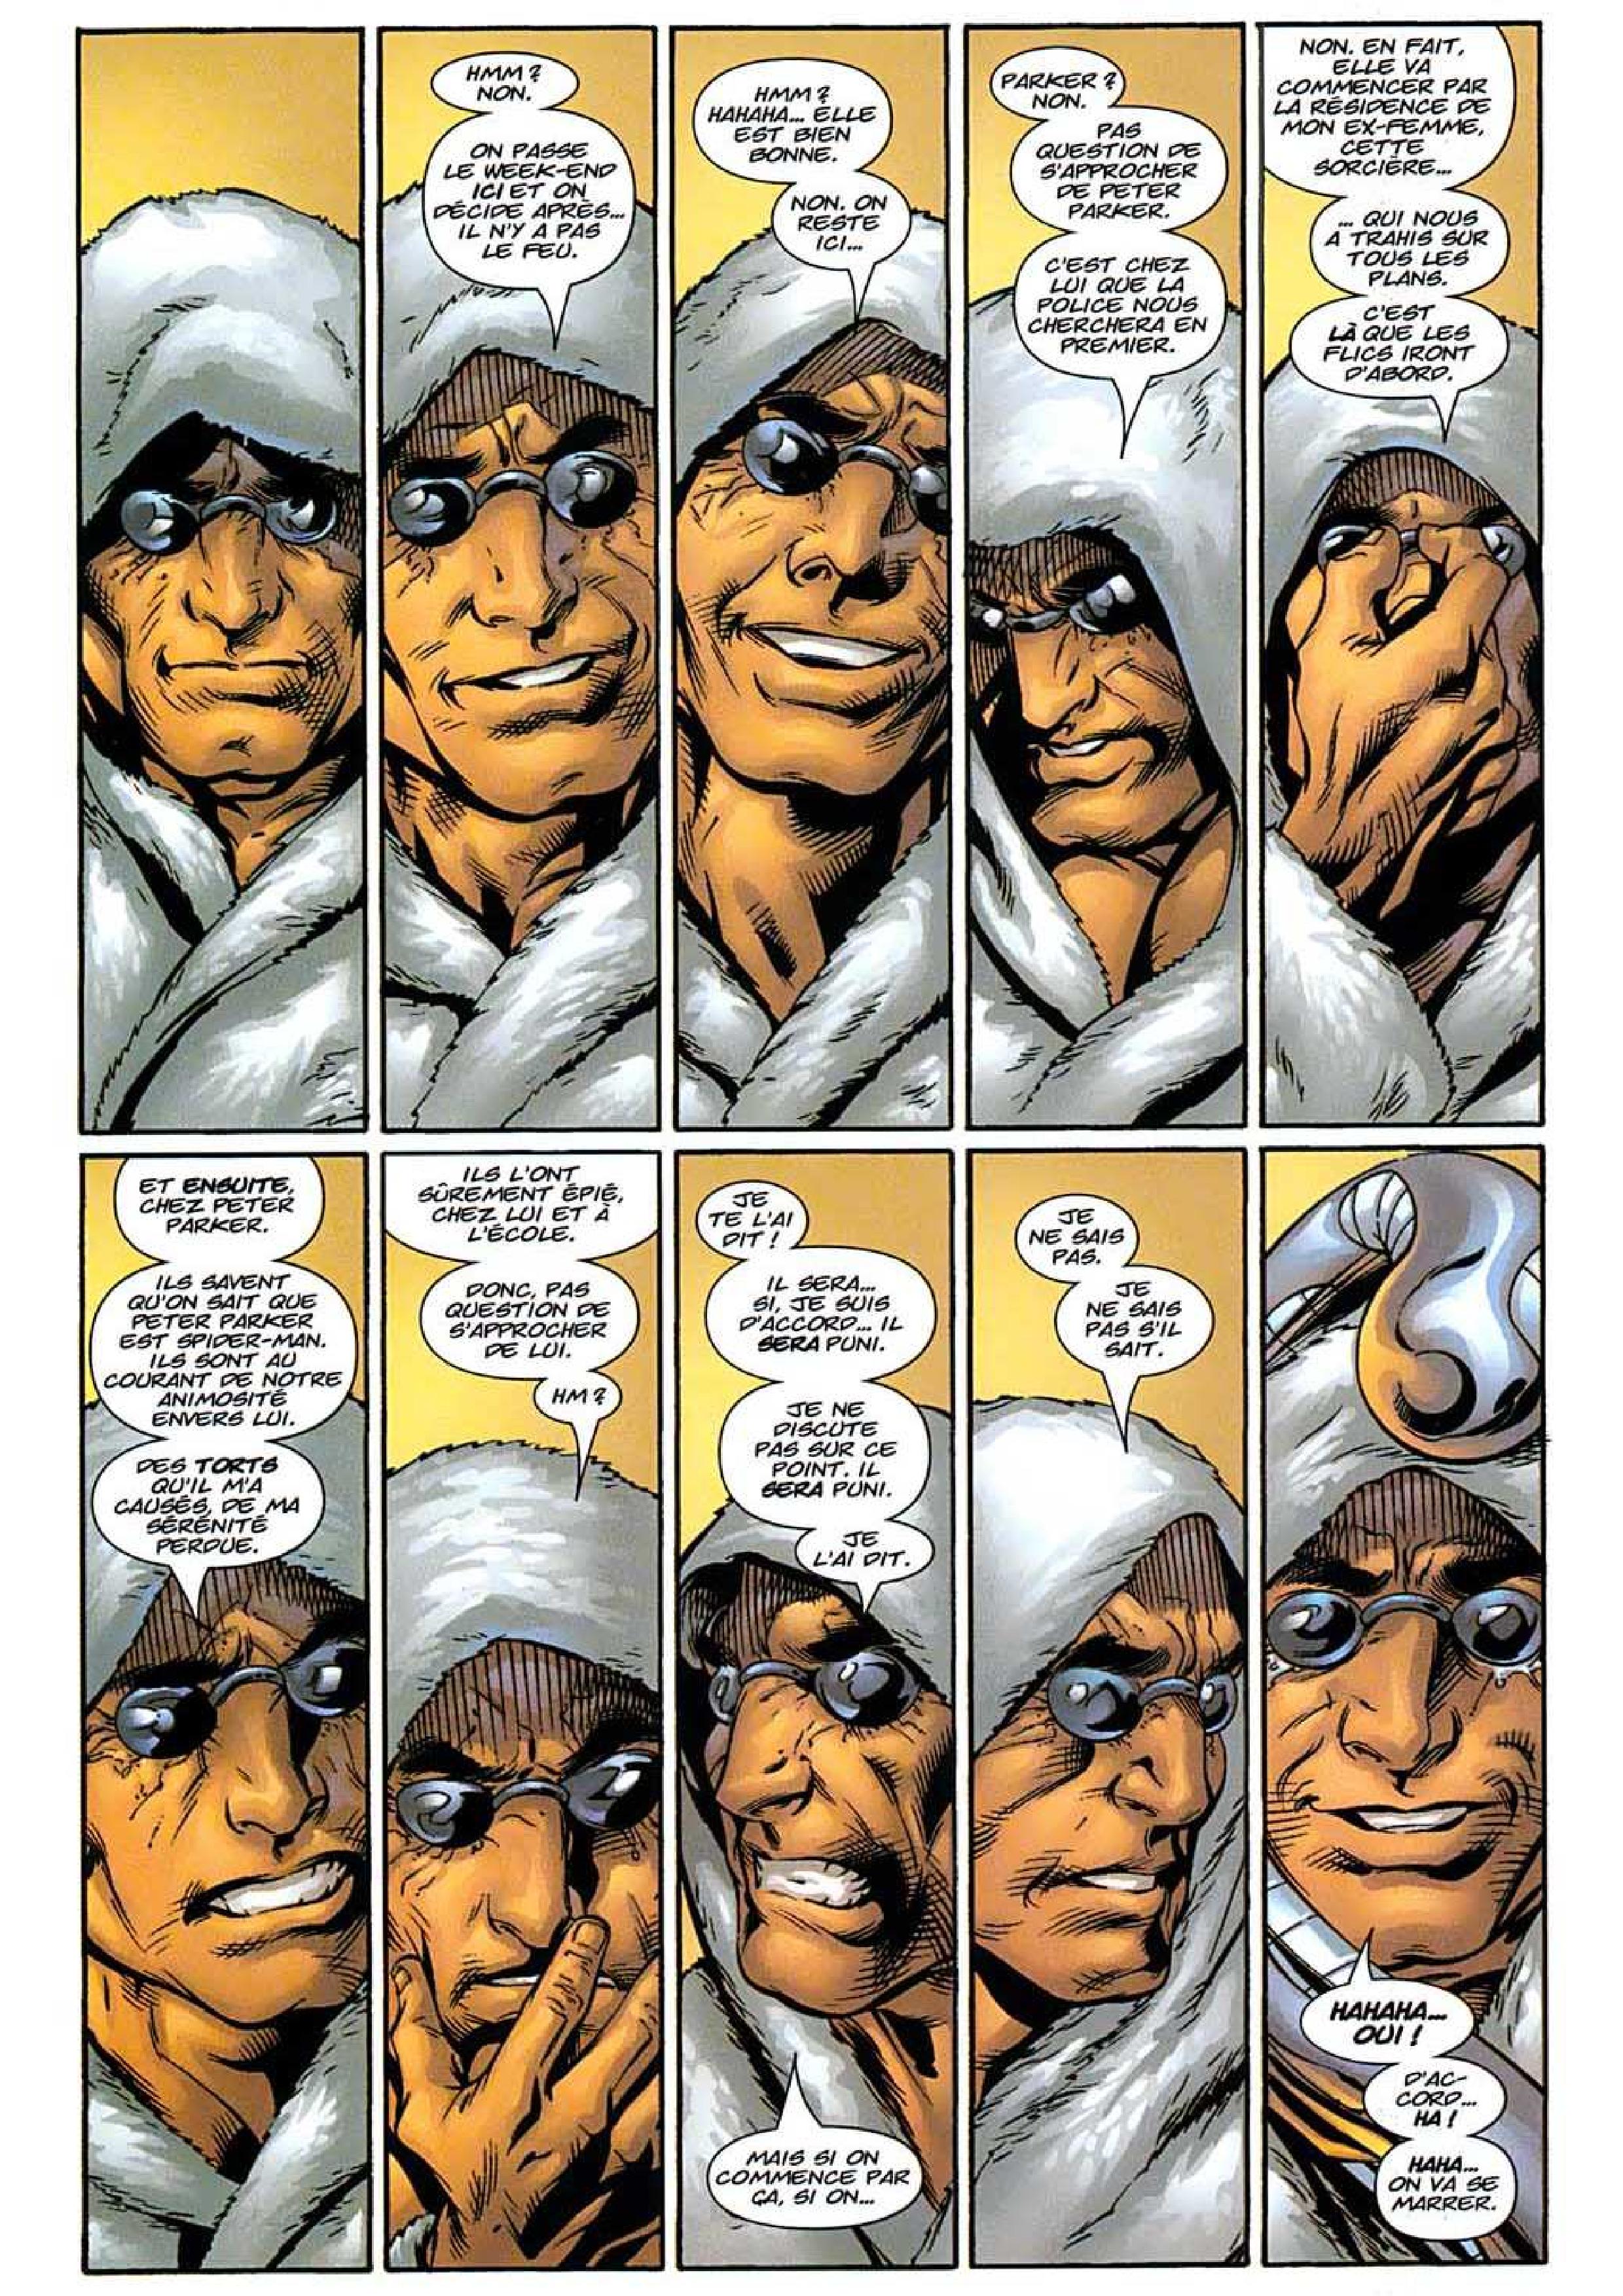 HMM ?
NON.
ON PASSE
LE WEEK-END
ICI ET ON
DÉCIDE APRÈS...
IL N'Y A PAS
LE FEU.
HMM ?
HAHAHA... ELLE
EST BIEN
BONNE.
NON. ON
RESTE
ICI...
PARKER ?
NON.
PAS
QUESTION DE
S'APPROCHER
DE PETER
PARKER.
C'EST CHEZ
LUI QUE LA
POLICE NOUS
CHERCHERA EN
PREMIER.
NON. EN FAIT,
ELLE VA
COMMENCER PAR
LA RÉSIDENCE DE
MON EX-FEMME,
CETTE
SORCIÈRE...
... QUI NOUS
A TRAHIS SUR
TOUS LES
PLANS.
C'EST
LÀ QUE LES
FLICS IRONT
D'ABORD.
ET ENSUITE,
CHEZ PETER
PARKER.
ILS SAVENT
QU'ON SAIT QUE
PETER PARKER
EST SPIDER-MAN.
ILS SONT AU
COURANT DE NOTRE
ANIMOSITÉ
ENVERS LUI.
DES TORTS
QU'IL M'A
CAUSÉS, DE MA
SÉRÉNITÉ
PERDUE.
ILS L'ONT
SÛREMENT ÉPIÉ,
CHEZ LUI ET À
L'ÉCOLE.
DONC, PAS
QUESTION DE
S'APPROCHER
DE LUI.
HM ?
JE
TE L'AI
DIT !
IL SERA...
SI, JE SUIS
D'ACCORD... IL
SERA PUNI.
JE NE
DISCUTE
PAS SUR CE
POINT. IL
SERA PUNI.
JE
L'AI DIT.
MAIS SI ON
COMMENCE PAR
ÇA, SI ON...
JE
NE SAIS
PAS.
JE
NE SAIS
PAS S'IL
SAIT.
HAHAHA...
OUI !
D'AC-
CORD...
HA !
HAHA...
ON VA SE
MARRER.